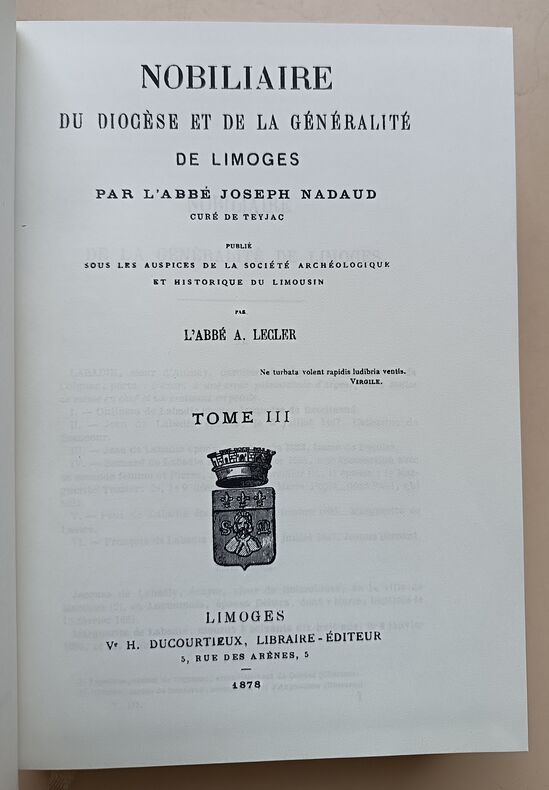 NOBILIAIRE
DU DIOCÈSE ET DE LA GÉNÉRALITÉ
DE LIMOGES
PAR L'ABBÉ JOSEPH NADAUD
CURÉ DE TEYJAC
PUBLIÉ
SOUS LES AUSPICES DE LA SOCIÉTÉ ARCHÉOLOGIQUE
ET HISTORIQUE DU LIMOUSIN
PAR
L'ABBÉ A. LECLER
Ne turbata volent rapidis ludibria ventis.
VIRGILE.
TOME III
S M
LIMOGES
Ve H. DUCOURTIEUX, LIBRAIRE-ÉDITEUR
5, RUE DES ARÈNES, 5
1878